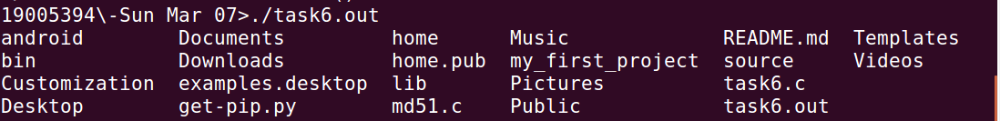 19005394\-Sun Mar 07>./task6.out
android Documents home Music README.md Templates
bin Downloads home.pub my_first_project source Videos
Customization examples.desktop lib Pictures task6.c
Desktop get-pip.py md51.c Public task6.out